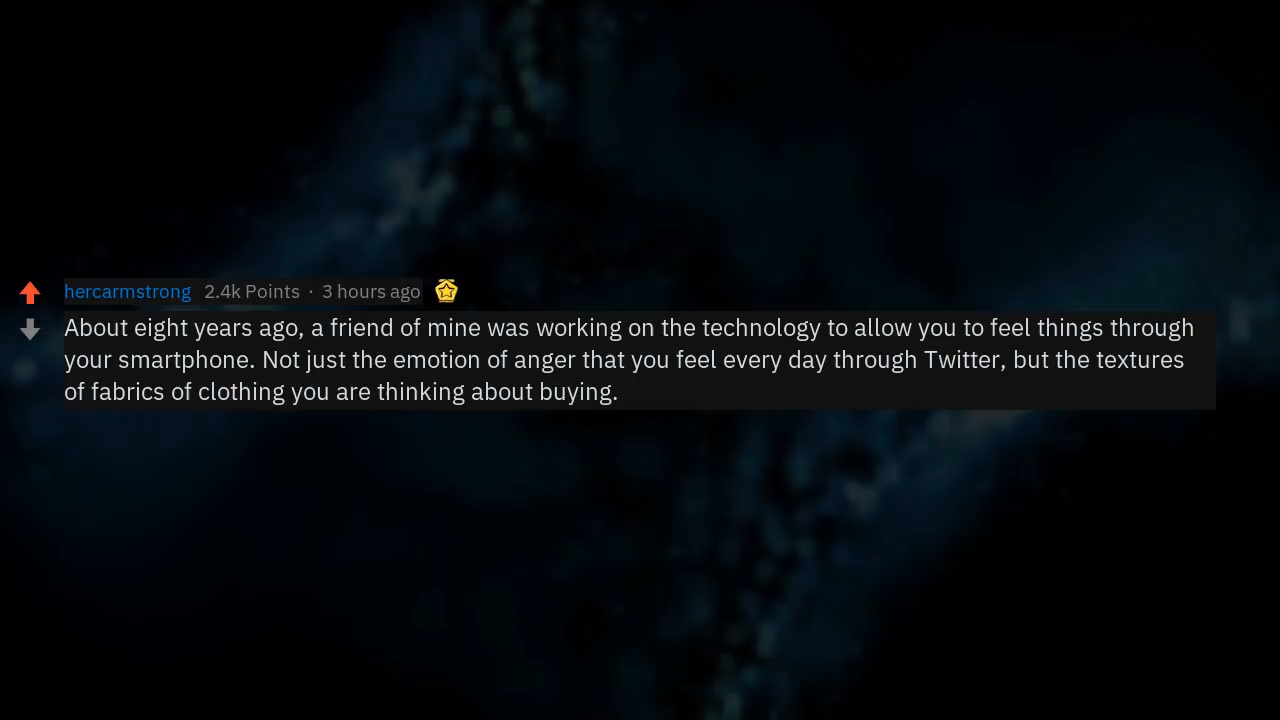 hercarmstrong 2.4k Points · 3 hours ago
About eight years ago, a friend of mine was working on the technology to allow you to feel things through
your smartphone. Not just the emotion of anger that you feel every day through Twitter, but the textures
of fabrics of clothing you are thinking about buying.